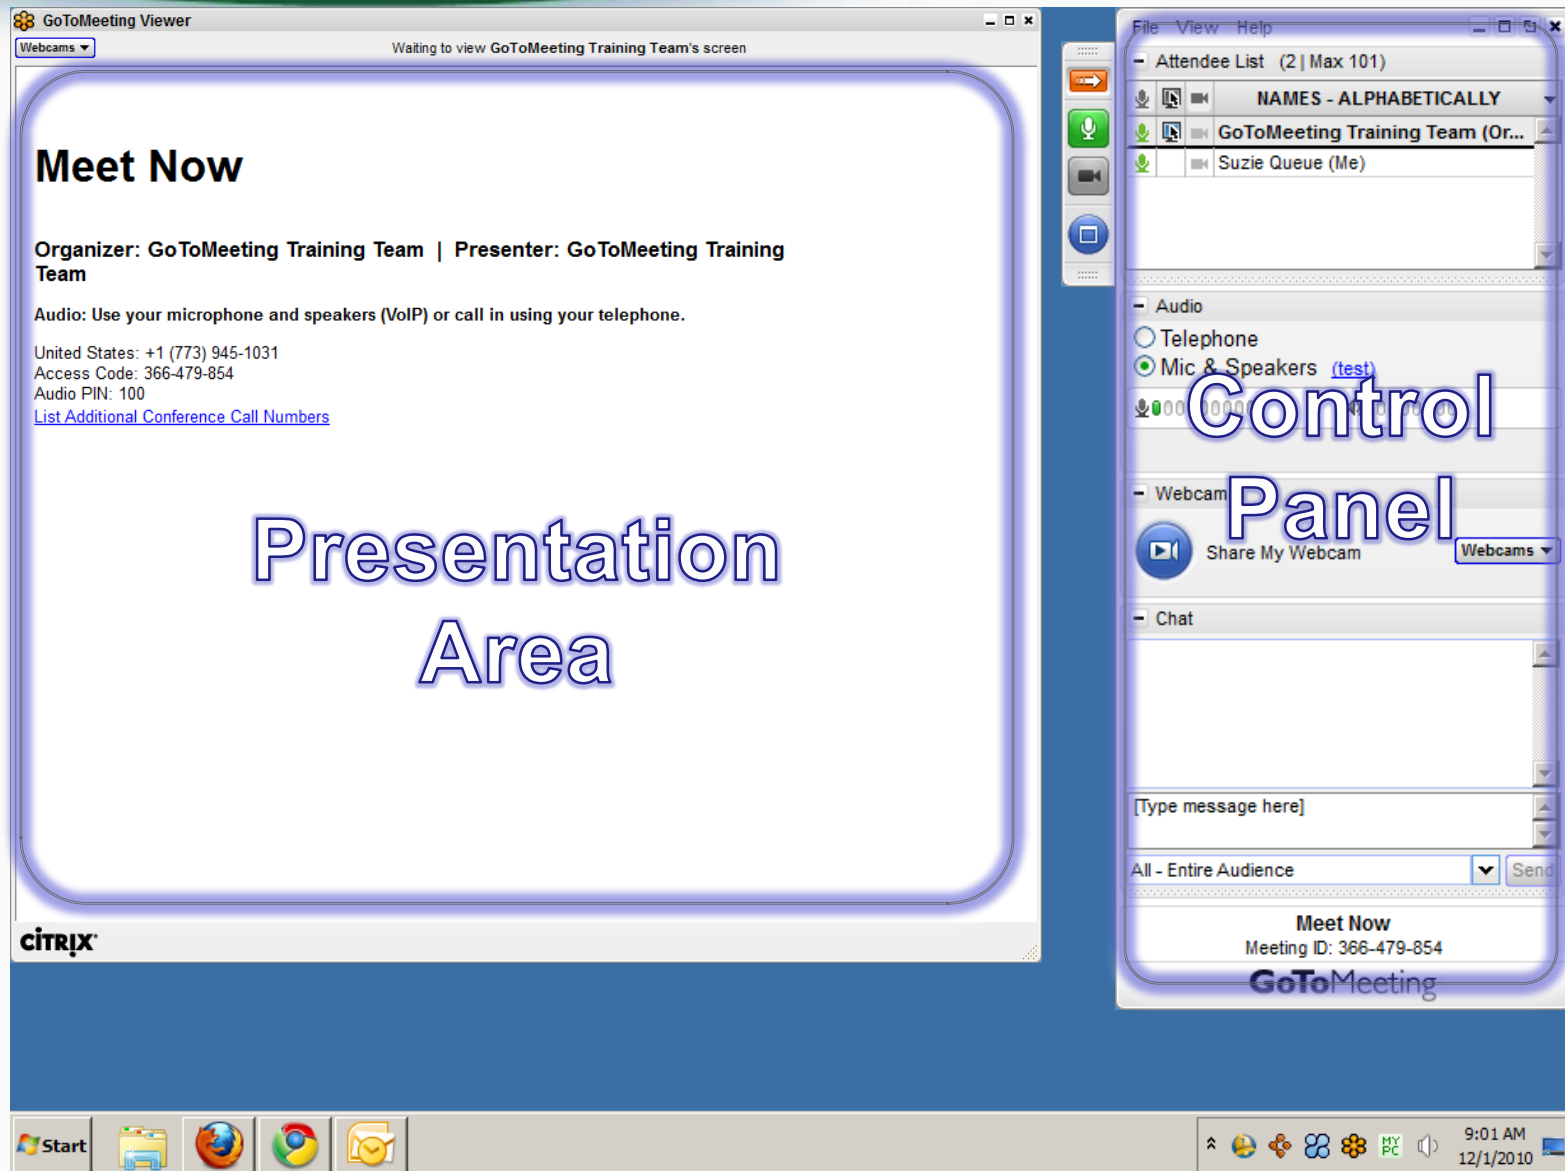 GoToMeeting Viewer
Webcams
Waiting to view GoToMeeting Training Team's screen
Meet Now
Organizer: GoToMeeting Training Team | Presenter: GoToMeeting Training
Team
Audio: Use your microphone and speakers (VoIP) or call in using your telephone.
United States: +1 (773) 945-1031
Access Code: 366-479-854
Audio PIN: 100
List Additional Conference Call Numbers
Presentation
Area
CİTRIX
File View Help
Attendee List (2 | Max 101)
NAMES - ALPHABETICALLY
GoToMeeting Training Team (Or...
Suzie Queue (Me)
Audio
Telephone
Mic & Speakers (test)
Control
Panel
Webcam
Share My Webcam
Webcams
Chat
[Type message here]
All - Entire Audience
Send
Meet Now
Meeting ID: 366-479-854
GoToMeeting
Start
MY
PC
9:01 AM
12/1/2010